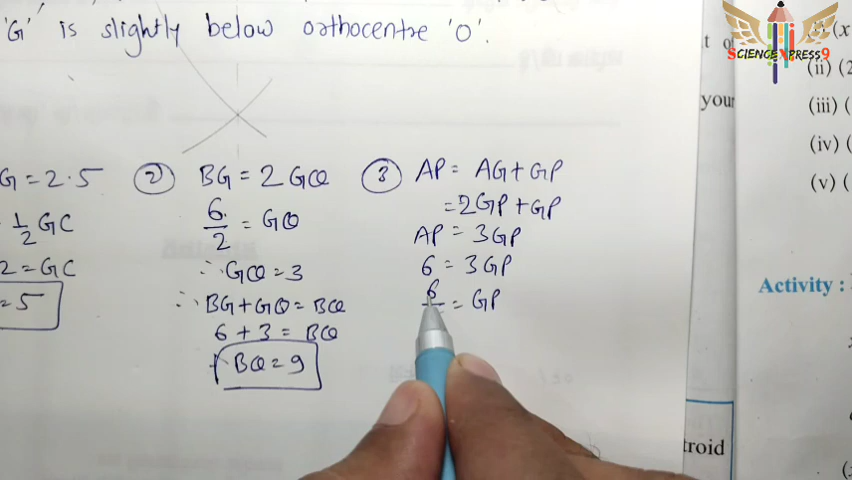 'G' is slightly below orthocentre 'O'.
G = 2.5
1/2 GC
2 = GC
= 5
② BG = 2 GQ
6/2 = GQ
∴ GQ = 3
∴ BG + GQ = BQ
6 + 3 = BQ
BQ = 9
③ AP = AG + GP
= 2GP + GP
AP = 3GP
6 = 3GP
6
= GP
SCIENCEXPRESS9
your
(ii) (2
(iii) (
(iv) (
(v) (
Activity :
troid